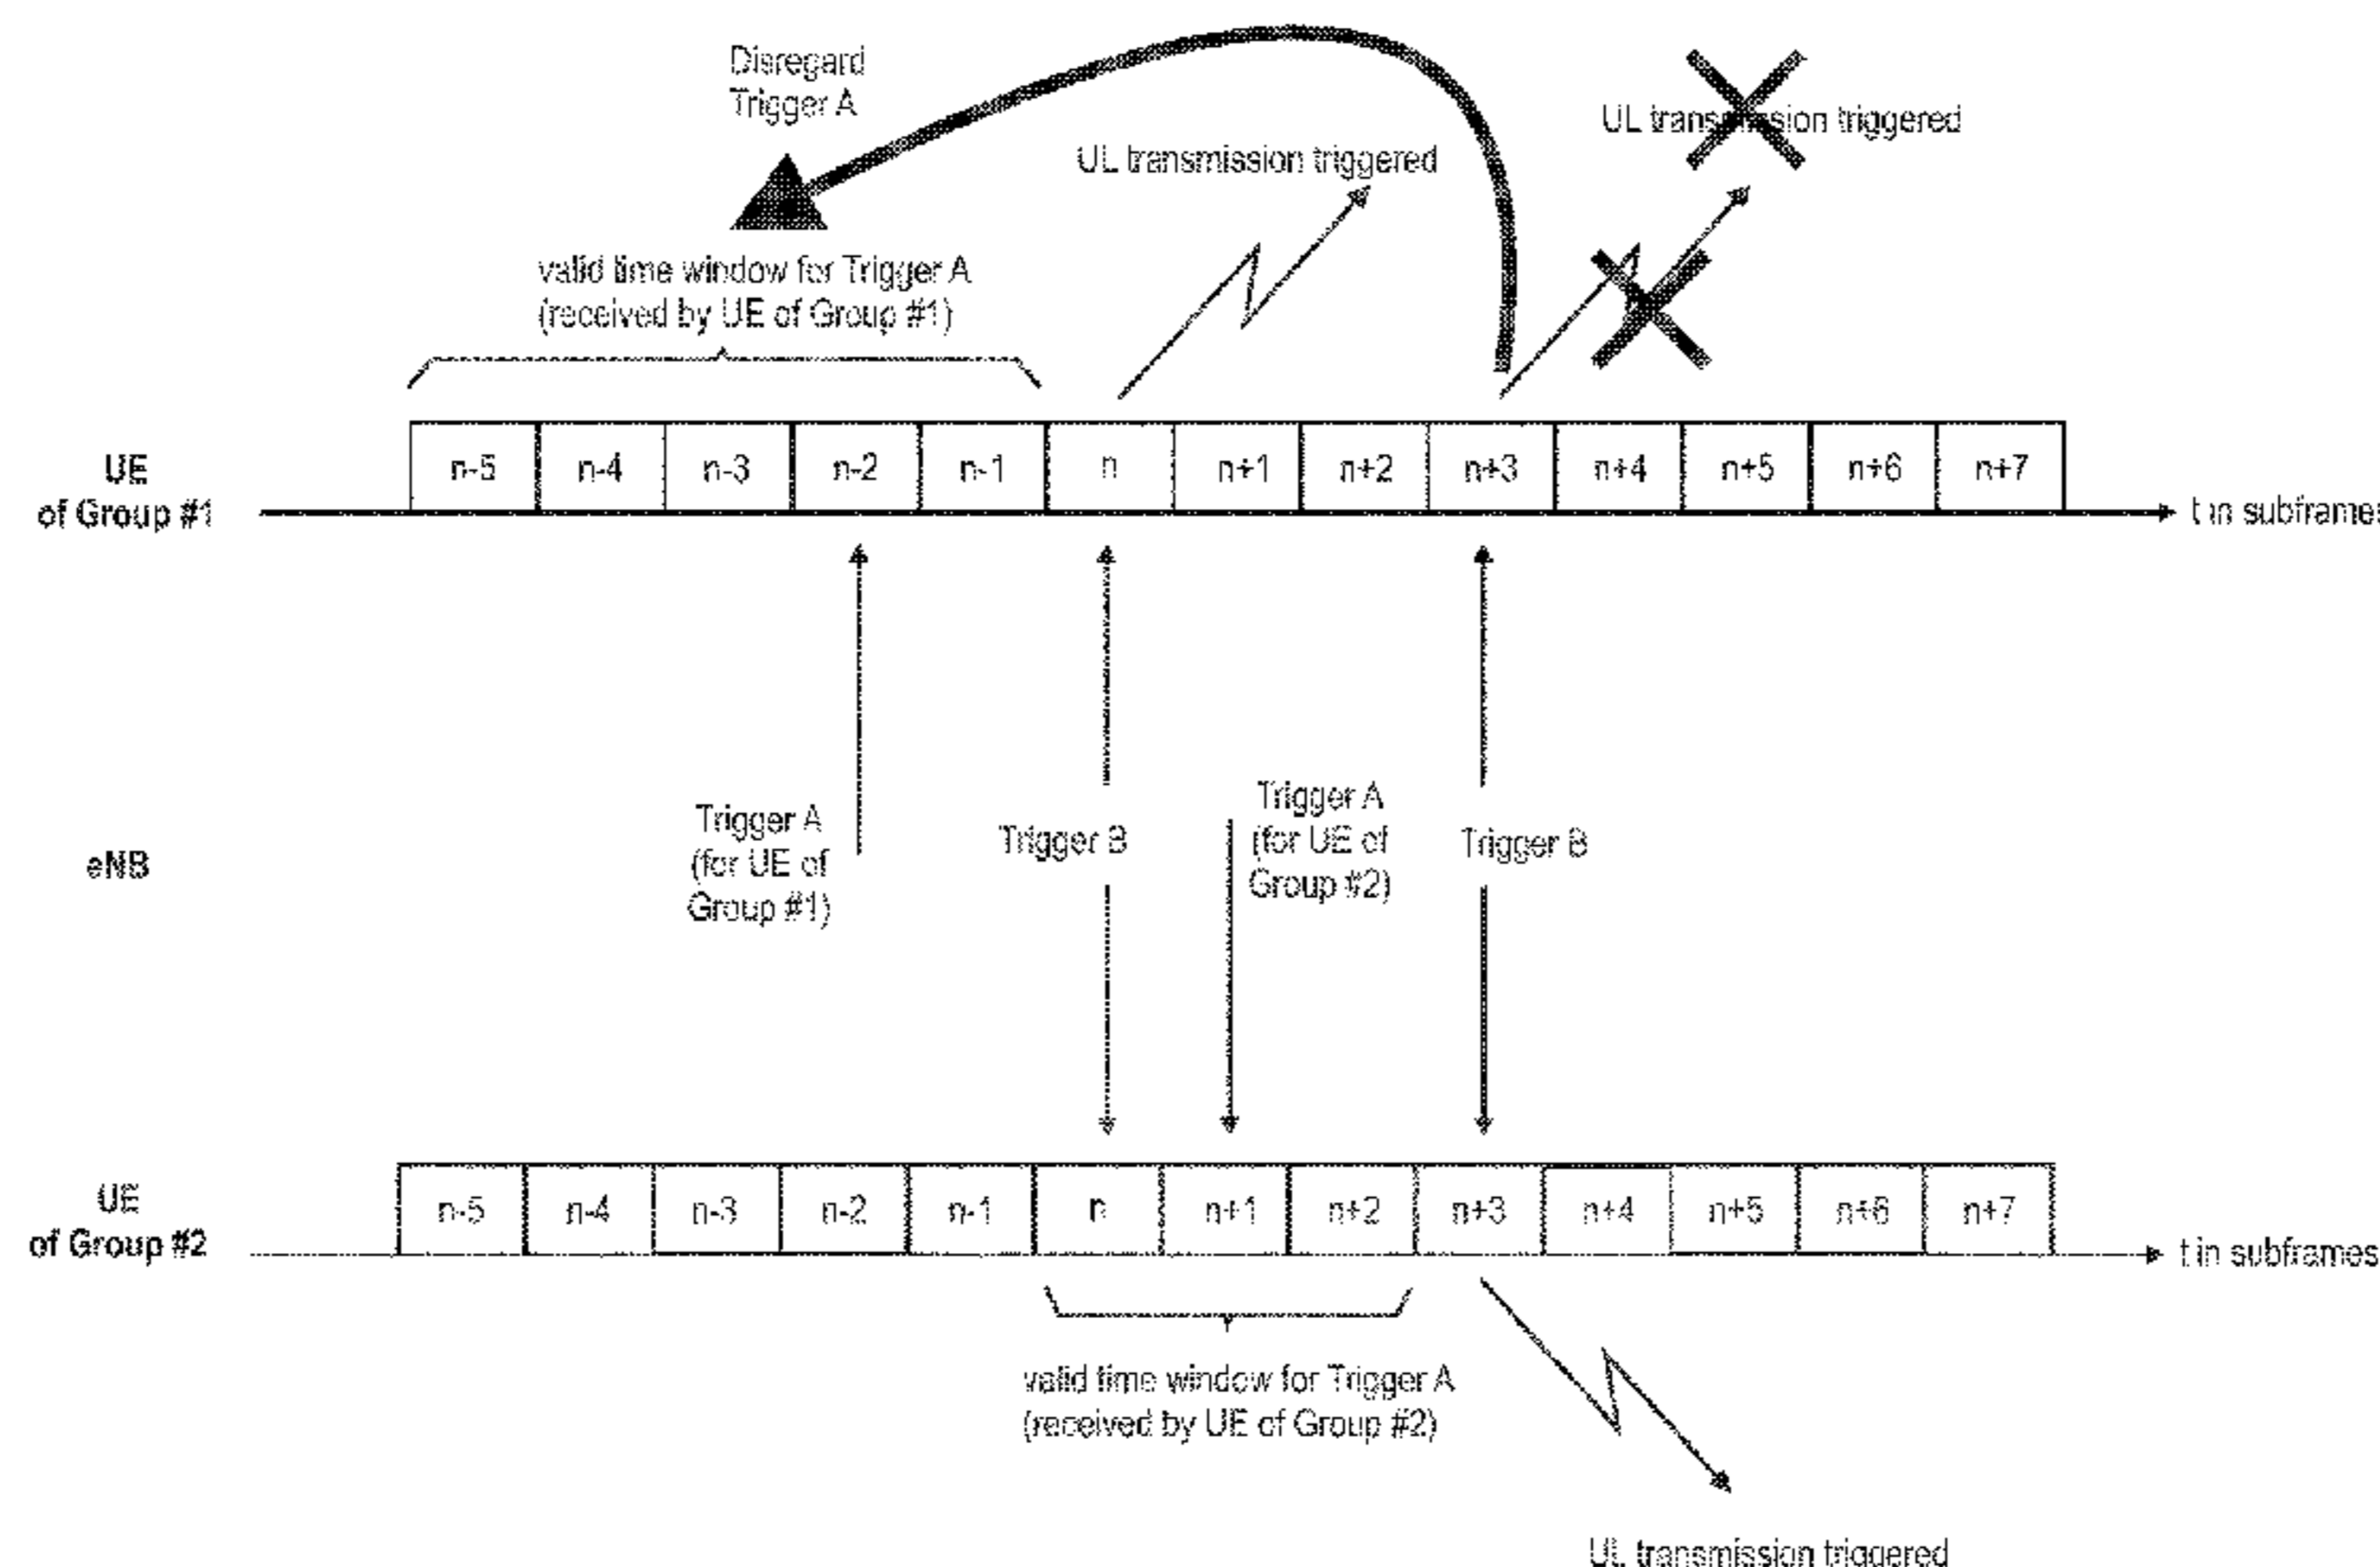 Disregard
Trigger A
UL transmission triggered
UL transmission triggered
valid time window for Trigger A
(received by UE of Group #1)
UE
of Group #1
n-5 n-4 n-3 n-2 n-1 n n+1 n+2 n+3 n+4 n+5 n+6 n+7
t in subframes
eNB
Trigger A
(for UE of
Group #1)
Trigger B
Trigger A
(for UE of
Group #2)
Trigger B
UE
of Group #2
n-5 n-4 n-3 n-2 n-1 n n+1 n+2 n+3 n+4 n+5 n+6 n+7
t in subframes
valid time window for Trigger A
(received by UE of Group #2)
UL transmission triggered